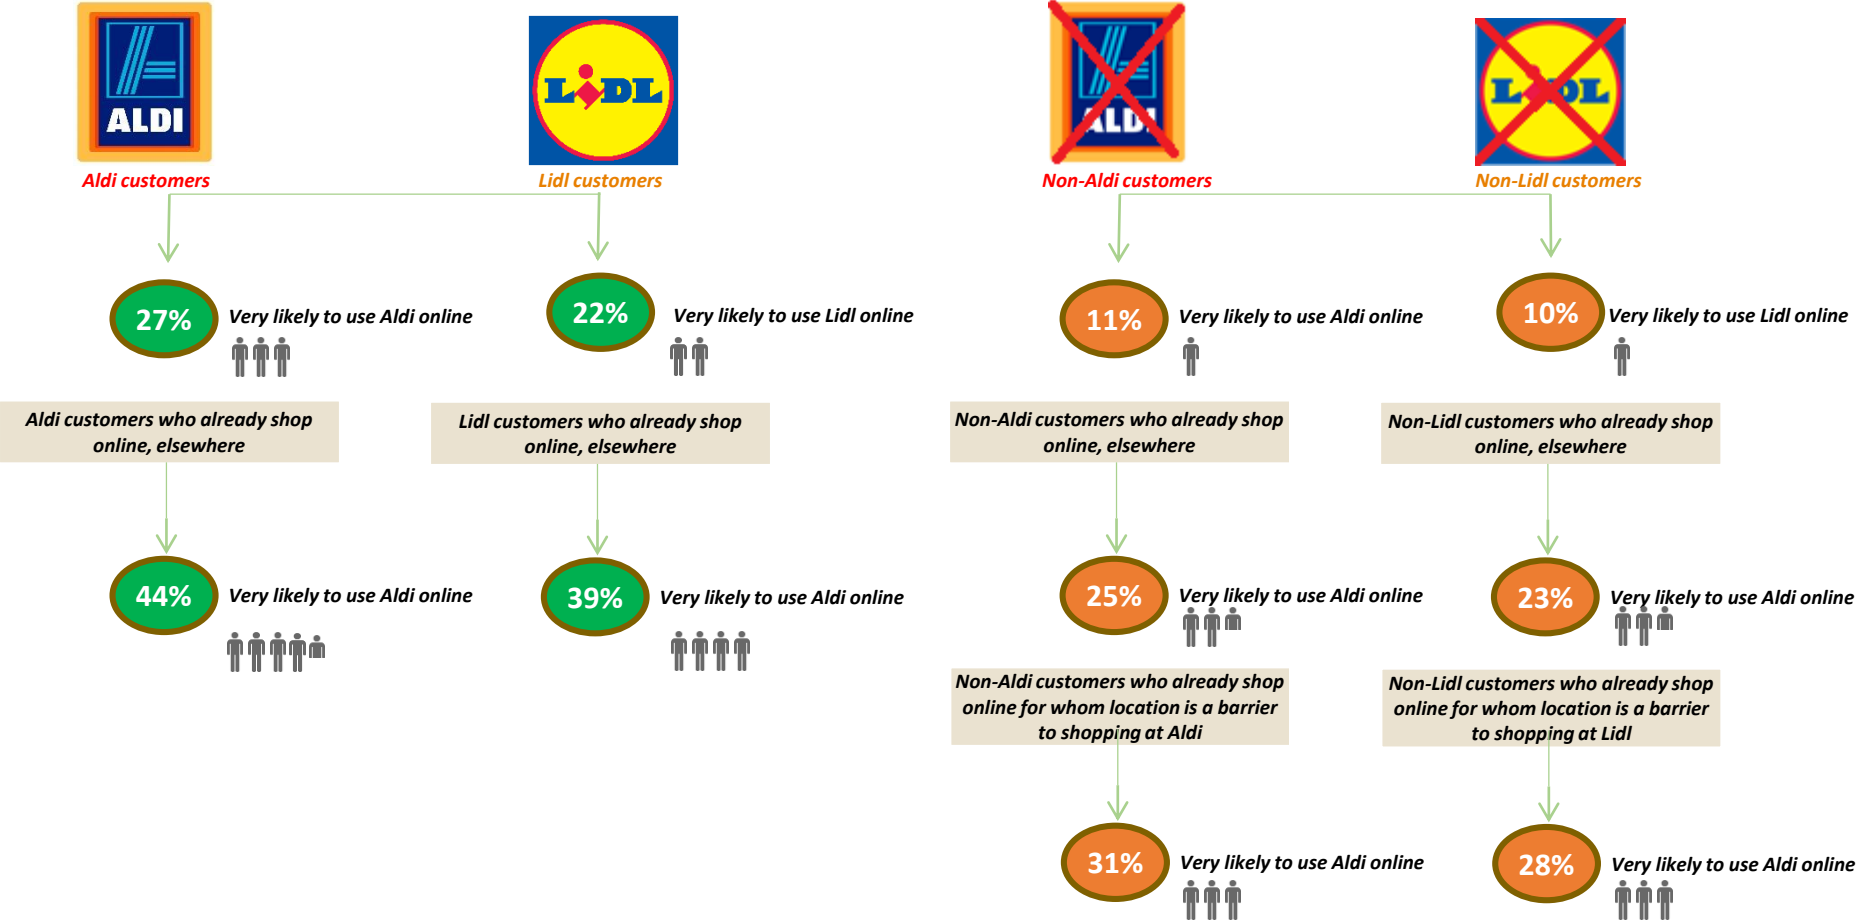 ALDI
LiDL
ALDI
LiDL
Aldi customers
Lidl customers
Non-Aldi customers
Non-Lidl customers
27%
Very likely to use Aldi online
22%
Very likely to use Lidl online
11%
Very likely to use Aldi online
10%
Very likely to use Lidl online
Aldi customers who already shop
online, elsewhere
Lidl customers who already shop
online, elsewhere
Non-Aldi customers who already shop
online, elsewhere
Non-Lidl customers who already shop
online, elsewhere
44%
Very likely to use Aldi online
39%
Very likely to use Aldi online
25%
Very likely to use Aldi online
23%
Very likely to use Aldi online
Non-Aldi customers who already shop
online for whom location is a barrier
to shopping at Aldi
Non-Lidl customers who already shop
online for whom location is a barrier
to shopping at Lidl
31%
Very likely to use Aldi online
28%
Very likely to use Aldi online